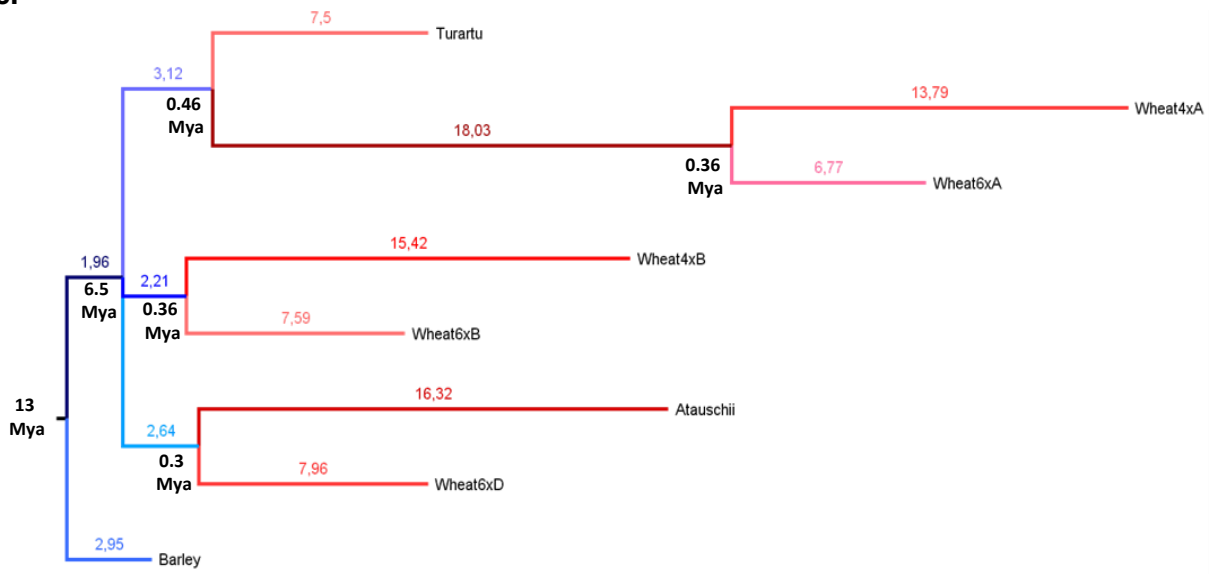 7,5
Turartu
3,12
0.46
Mya
13,79
Wheat4xA
18,03
0.36
Mya
6,77
Wheat6xA
15,42
Wheat4xB
1,96
6.5
Mya
2,21
0.36
Mya
7,59
Wheat6xB
13
Mya
16,32
Atauschii
2,64
0.3
Mya
7,96
Wheat6xD
2,95
Barley